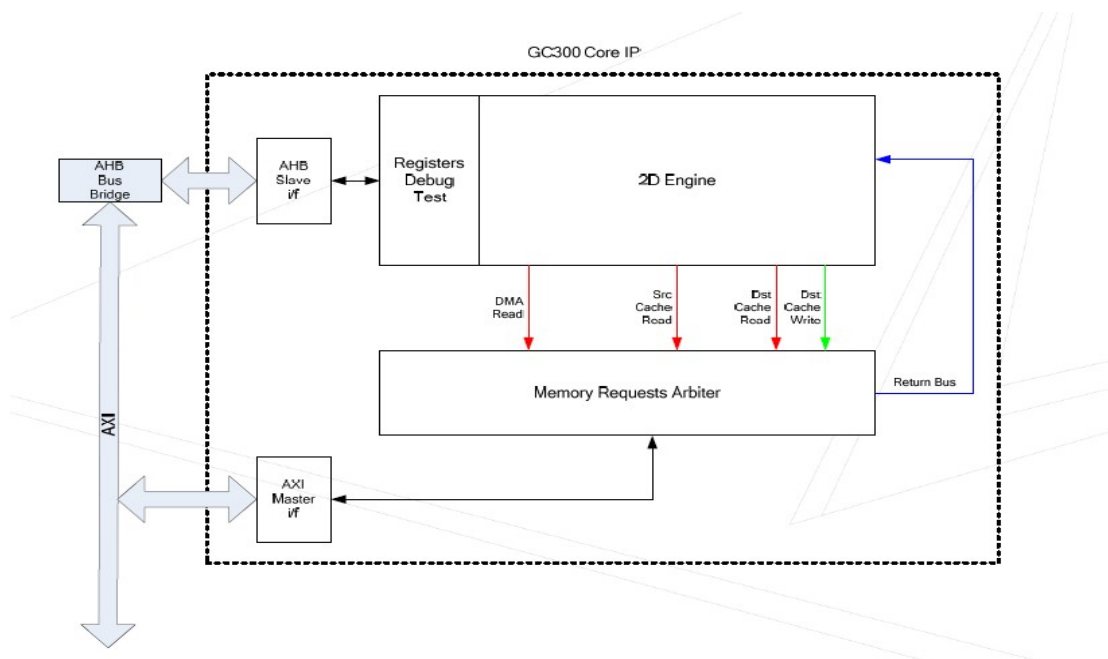 GC300 Core IP
AHB
Bus
Bridge
AHB
Slave
i/f
Registers
Debug
Test
2D Engine
DMA
Read
Src
Cache
Read
Dst
Cache
Read
Dst
Cache
Write
Memory Requests Arbiter
Return Bus
AXI
AXI
Master
i/f